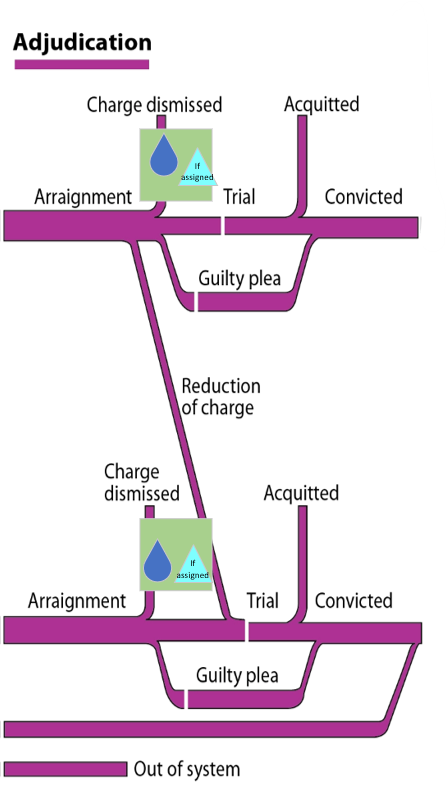 Adjudication
Charge dismissed
Acquitted
If
assigned
Arraignment
Trial
Convicted
Guilty plea
Reduction
of charge
Charge
dismissed
Acquitted
If
assigned
Arraignment
Trial
Convicted
Guilty plea
Out of system